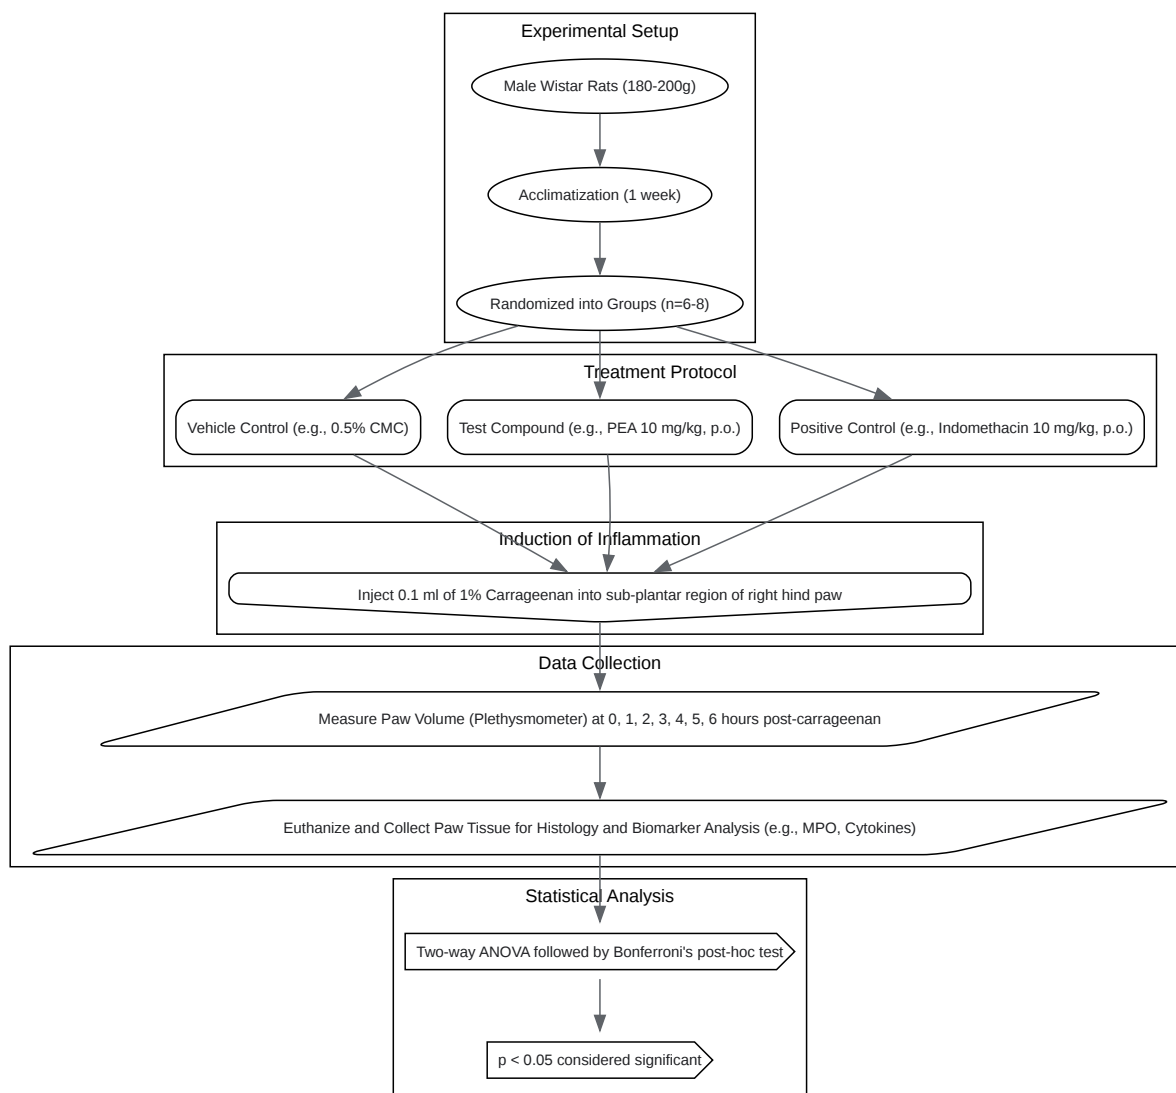 Experimental Setup
Male Wistar Rats (180-200g)
Acclimatization (1 week)
Randomized into Groups (n=6-8)
Treatment Protocol
Vehicle Control (e.g., 0.5% CMC)
Test Compound (e.g., PEA 10 mg/kg, p.o.)
Positive Control (e.g., Indomethacin 10 mg/kg, p.o.)
Induction of Inflammation
Inject 0.1 ml of 1% Carrageenan into sub-plantar region of right hind paw
Data Collection
Measure Paw Volume (Plethysmometer) at 0, 1, 2, 3, 4, 5, 6 hours post-carrageenan
Euthanize and Collect Paw Tissue for Histology and Biomarker Analysis (e.g., MPO, Cytokines)
Statistical Analysis
Two-way ANOVA followed by Bonferroni's post-hoc test
p < 0.05 considered significant